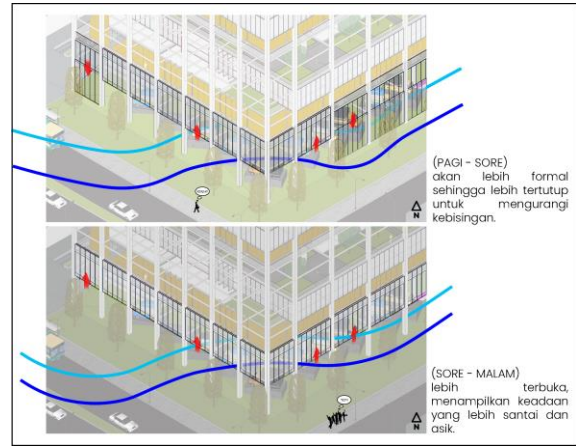 (PAGI - SORE)
akan lebih formal
sehingga lebih tertutup
untuk mengurangi
kebisingan.
N
(SORE - MALAM)
lebih terbuka,
menampilkan keadaan
yang lebih santai dan
asik.
N